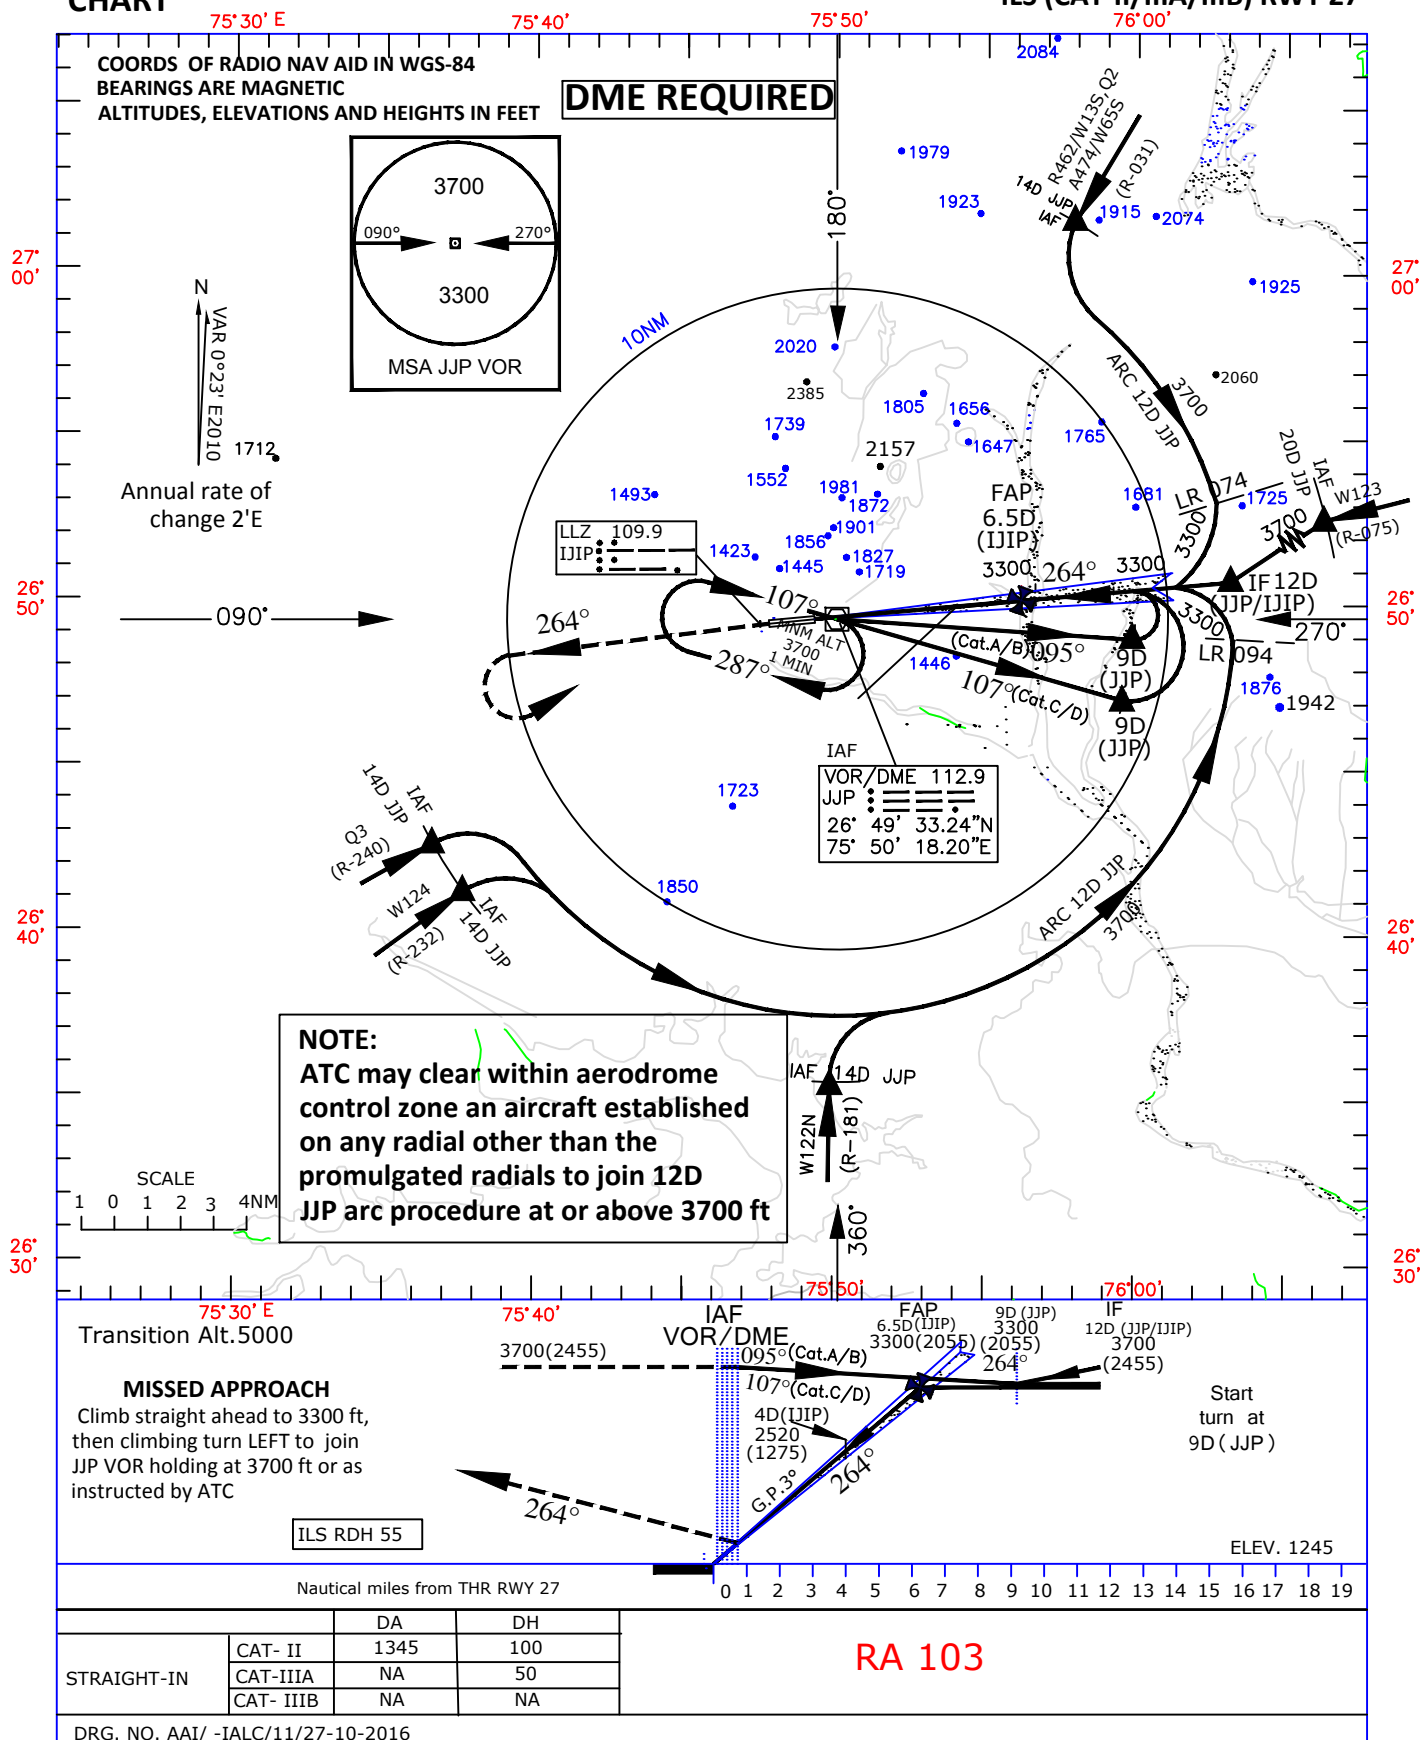 CHART
ILS (CAT-II/IIIA/IIIB) RWY 27
75°30' E
75°40'
75°50'
76°00'
COORDS OF RADIO NAV AID IN WGS-84
BEARINGS ARE MAGNETIC
ALTITUDES, ELEVATIONS AND HEIGHTS IN FEET
DME REQUIRED
2084
R462/W13S,Q2
A474/W65S
(R-031)
14D JJP
IAF
1979
1923
1915
2074
1925
180°
3700
090°
270°
3300
MSA JJP VOR
27°
00'
27°
00'
N
VAR 0°23' E2010
Annual rate of
change 2'E
1712
10NM
2020
2385
1805
1656
1647
1765
2060
1739
2157
1552
1493
1981
1872
1901
1856
1827
1423
1445
1719
1681
1725
ARC 12D JJP
3700
LLZ 109.9
IJIP
FAP
6.5D
(IJIP)
3300
264°
3300
3300
LR 074
3700
20D JJP
IAF
W123
(R-075)
IF 12D
(JJP/IJIP)
26°
50'
26°
50'
090°
270°
264°
107°
MNM ALT
3700
1 MIN
287°
(Cat.A/B)
095°
9D
(JJP)
3300
LR 094
1446
107°(Cat.C/D)
9D
(JJP)
1876
1942
IAF
VOR/DME 112.9
JJP
26° 49' 33.24"N
75° 50' 18.20"E
1723
1850
14D JJP
IAF
Q3
(R-240)
W124
(R-232)
IAF
14D JJP
ARC 12D JJP
3700
26°
40'
26°
40'
NOTE:
ATC may clear within aerodrome
control zone an aircraft established
on any radial other than the
promulgated radials to join 12D
JJP arc procedure at or above 3700 ft
IAF 14D JJP
W122N
(R-181)
360°
SCALE
1 0 1 2 3 4NM
26°
30'
26°
30'
75°30' E
75°40'
75°50'
76°00'
Transition Alt.5000
IAF
VOR/DME
3700(2455)
095°(Cat.A/B)
107°(Cat.C/D)
FAP
6.5D(IJIP)
3300(2055)
9D (JJP)
3300
(2055)
264°
IF
12D (JJP/IJIP)
3700
(2455)
MISSED APPROACH
Climb straight ahead to 3300 ft,
then climbing turn LEFT to join
JJP VOR holding at 3700 ft or as
instructed by ATC
4D(IJIP)
2520
(1275)
G.P.3°
264°
264°
Start
turn at
9D ( JJP )
ILS RDH 55
ELEV. 1245
Nautical miles from THR RWY 27
0 1 2 3 4 5 6 7 8 9 10 11 12 13 14 15 16 17 18 19
DA DH
STRAIGHT-IN
CAT- II 1345 100
CAT-IIIA NA 50
CAT- IIIB NA NA
RA 103
DRG. NO. AAI/ -IALC/11/27-10-2016